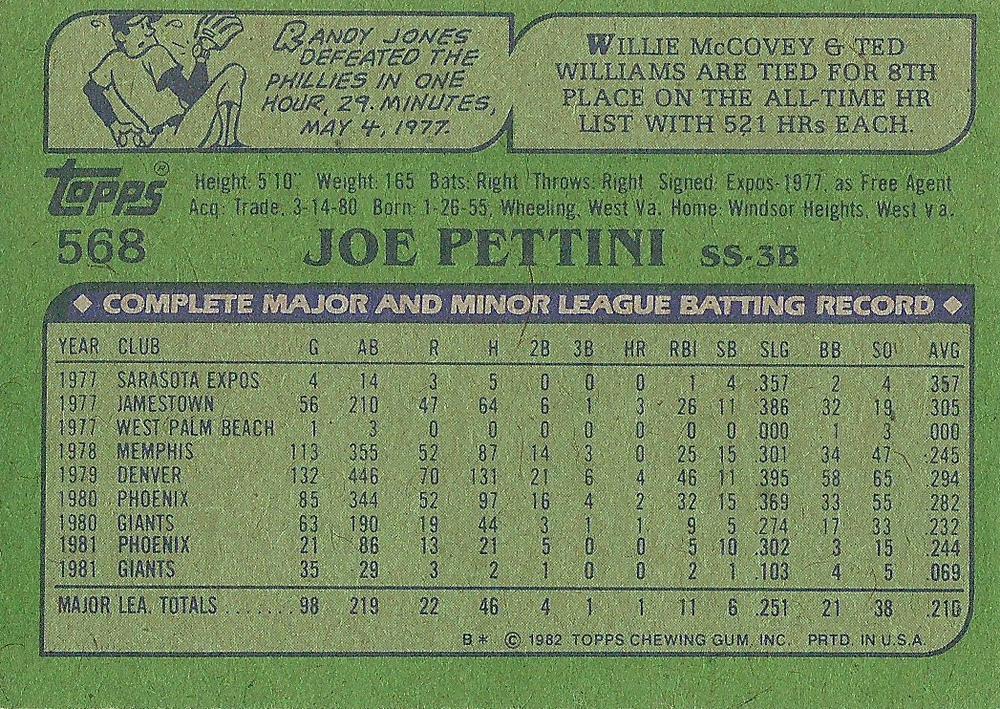 RANDY JONES
DEFEATED THE
PHILLIES IN ONE
HOUR, 29. MINUTES,
MAY 4, 1977.
WILLIE McCOVEY & TED
WILLIAMS ARE TIED FOR 8TH
PLACE ON THE ALL-TIME HR
LIST WITH 521 HRs EACH.
Topps®
Height: 5'10" Weight: 165 Bats: Right Throws: Right Signed: Expos-1977, as Free Agent
Acq: Trade, 3-14-80 Born: 1-26-55, Wheeling, West Va. Home: Windsor Heights, West va.
568 JOE PETTINI SS-3B
◆ COMPLETE MAJOR AND MINOR LEAGUE BATTING RECORD ◆
YEAR CLUB G AB R H 2B 3B HR RBI SB SLG BB SO AVG
1977 SARASOTA EXPOS 4 14 3 5 0 0 0 1 4 .357 2 4 .357
1977 JAMESTOWN 56 210 47 64 6 1 3 26 11 .386 32 19 .305
1977 WEST PALM BEACH 1 3 0 0 0 0 0 0 0 .000 1 3 .000
1978 MEMPHIS 113 355 52 87 14 3 0 25 15 .301 34 47 .245
1979 DENVER 132 446 70 131 21 6 4 46 11 .395 58 65 .294
1980 PHOENIX 85 344 52 97 16 4 2 32 15 .369 33 55 .282
1980 GIANTS 63 190 19 44 3 1 1 9 5 .274 17 33 .232
1981 PHOENIX 21 86 13 21 5 0 0 5 10 .302 3 15 .244
1981 GIANTS 35 29 3 2 1 0 0 2 1 .103 4 5 .069
MAJOR LEA. TOTALS ....... 98 219 22 46 4 1 1 11 6 .251 21 38 .210
B* © 1982 TOPPS CHEWING GUM, INC. PRTD. IN U.S.A.